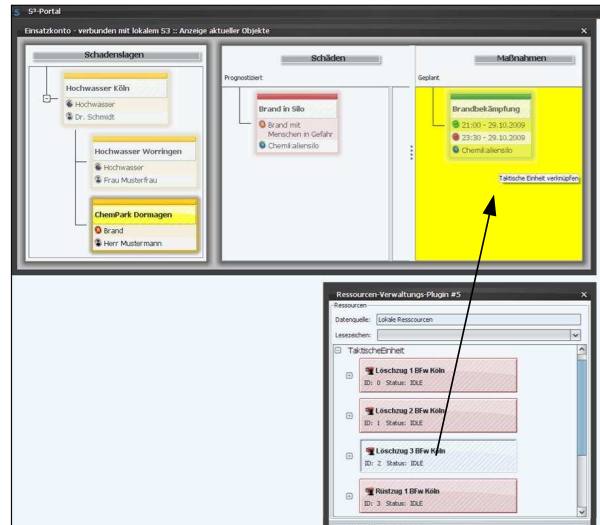 S³-Portal
Einsatzkonto - verbunden mit lokalem S3 :: Anzeige aktueller Objekte
Schadenslagen
Hochwasser Köln
Hochwasser
Dr. Schmidt
Hochwasser Worringen
Hochwasser
Frau Musterfrau
ChemPark Dormagen
Brand
Herr Mustermann
Schäden
Prognostiziert
Brand in Silo
Brand mit
Menschen in Gefahr
Chemikaliensilo
Maßnahmen
Geplant
Brandbekämpfung
21:00 - 29.10.2009
23:30 - 29.10.2009
Chemikaliensilo
Taktische Einheit verknüpfen
Ressourcen-Verwaltungs-Plugin #5
Ressourcen
Datenquelle: Lokale Resscourcen
Lesezeichen:
TaktischeEinheit
Löschzug 1 BFw Köln
ID: 0 Status: IDLE
Löschzug 2 BFw Köln
ID: 1 Status: IDLE
Löschzug 3 BFw Köln
ID: 2 Status: IDLE
Rüstzug 1 BFw Köln
ID: 3 Status: IDLE